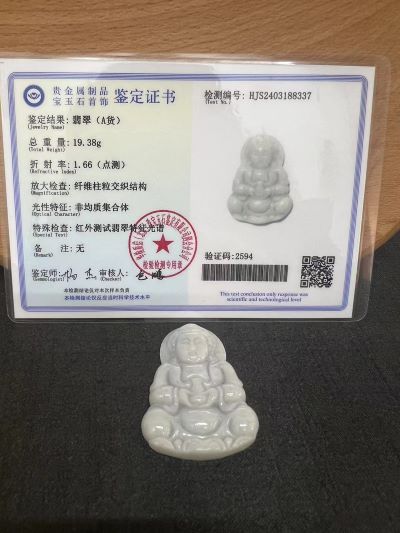 贵金属制品
宝玉石首饰 鉴定证书
检测编号: HJS2403188337
(Test No.)
鉴定结果: 翡翠 (A货)
(Jewelry Name)
总 重 量: 19.38g
(Total Weight)
折 射 率: 1.66 (点测)
(Refractive Index)
放大检查: 纤维柱粒交织结构
(Magnification)
光性特征: 非均质集合体
(Optical Character)
特殊检查: 红外测试翡翠特征光谱
(Special Test)
备 注: 无
(Remark)
鉴定师:
(Gemologist)
审核人:
(Checker)
检验检测专用章
本检测结论仅对本次样本负责
本检测结论仅反应当时科学技术水平
验证码: 2594
This test conclusion only response was
scientific and technological level